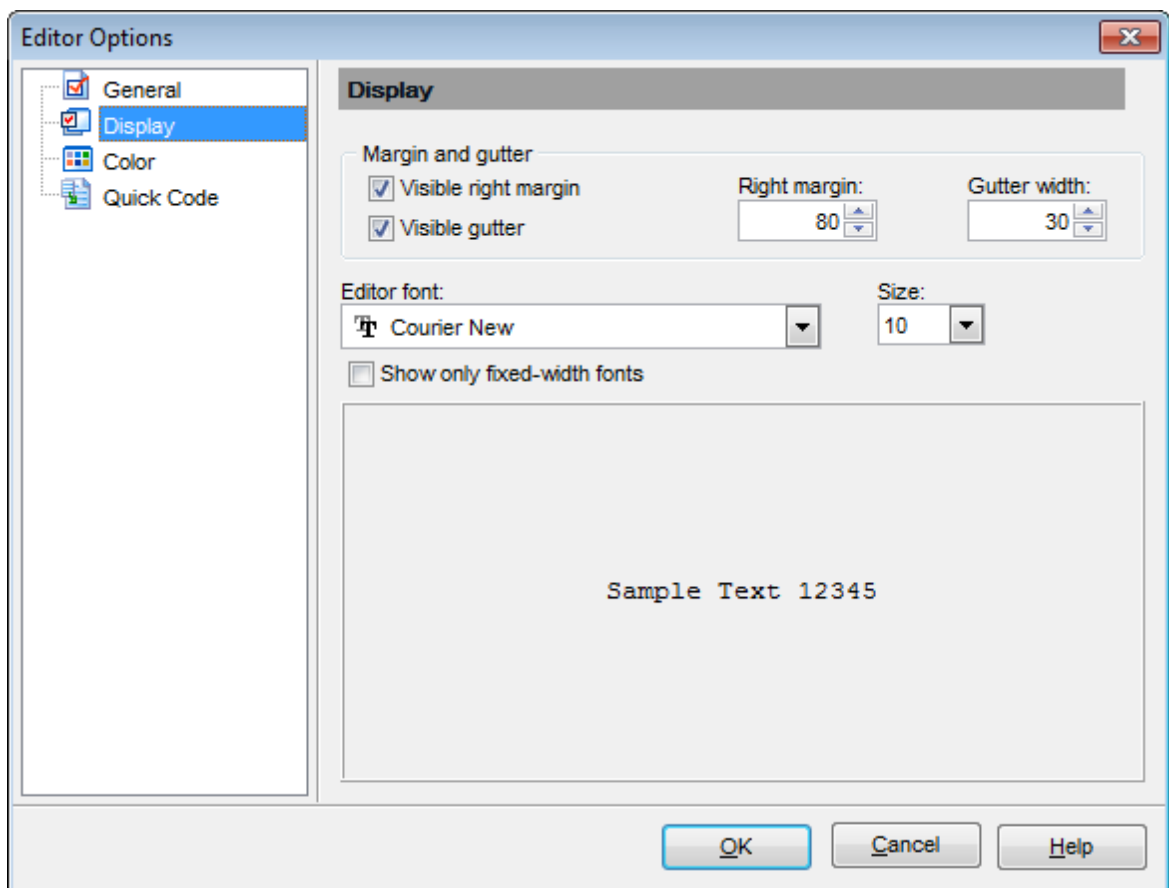 Editor Options
General
Display
Color
Quick Code
Display
Margin and gutter
Visible right margin
Right margin:
Gutter width:
80
30
Visible gutter
Editor font:
Size:
Courier New
10
Show only fixed-width fonts
Sample Text 12345
OK
Cancel
Help